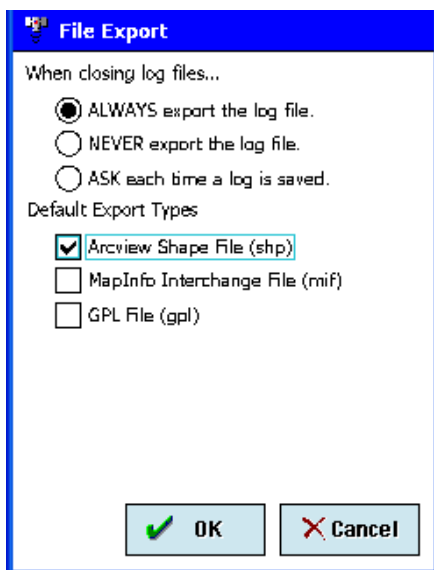 File Export
When closing log files...
ALWAYS export the log file.
NEVER export the log file.
ASK each time a log is saved.
Default Export Types
Arcview Shape File (shp)
MapInfo Interchange File (mif)
GPL File (gpl)
OK
Cancel